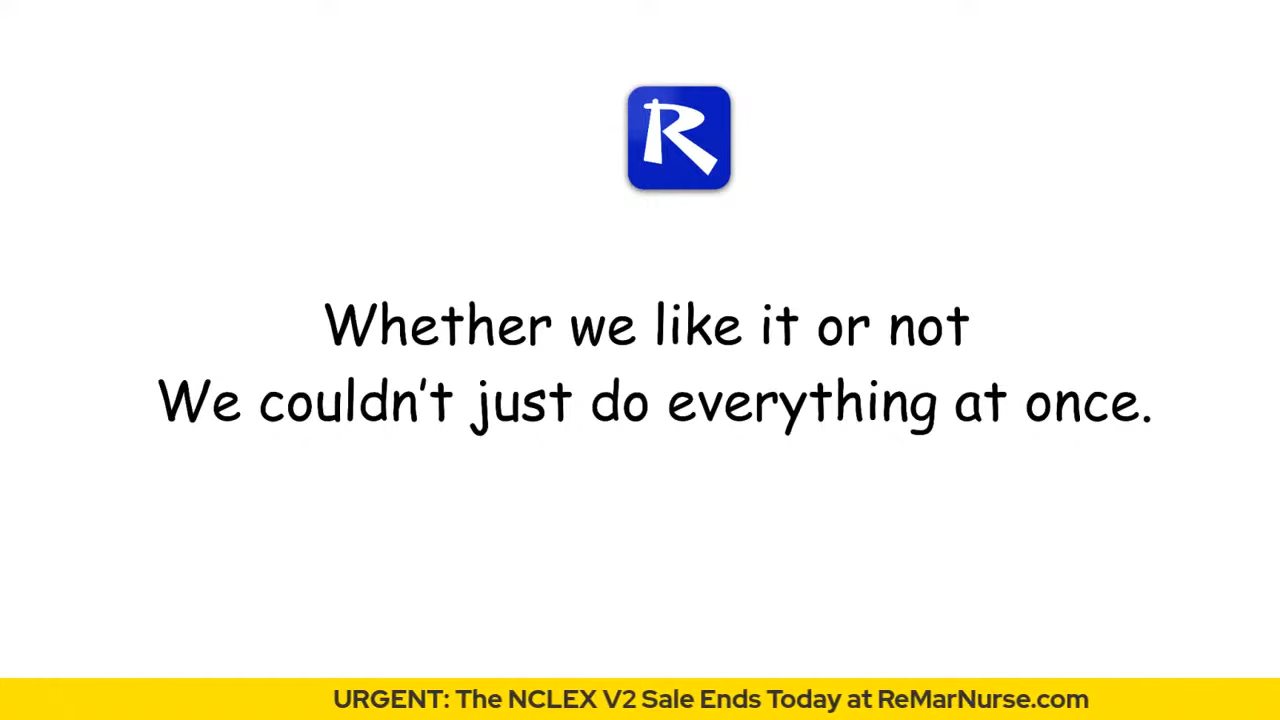 R
Whether we like it or not
We couldn't just do everything at once.
URGENT: The NCLEX V2 Sale Ends Today at ReMarNurse.com